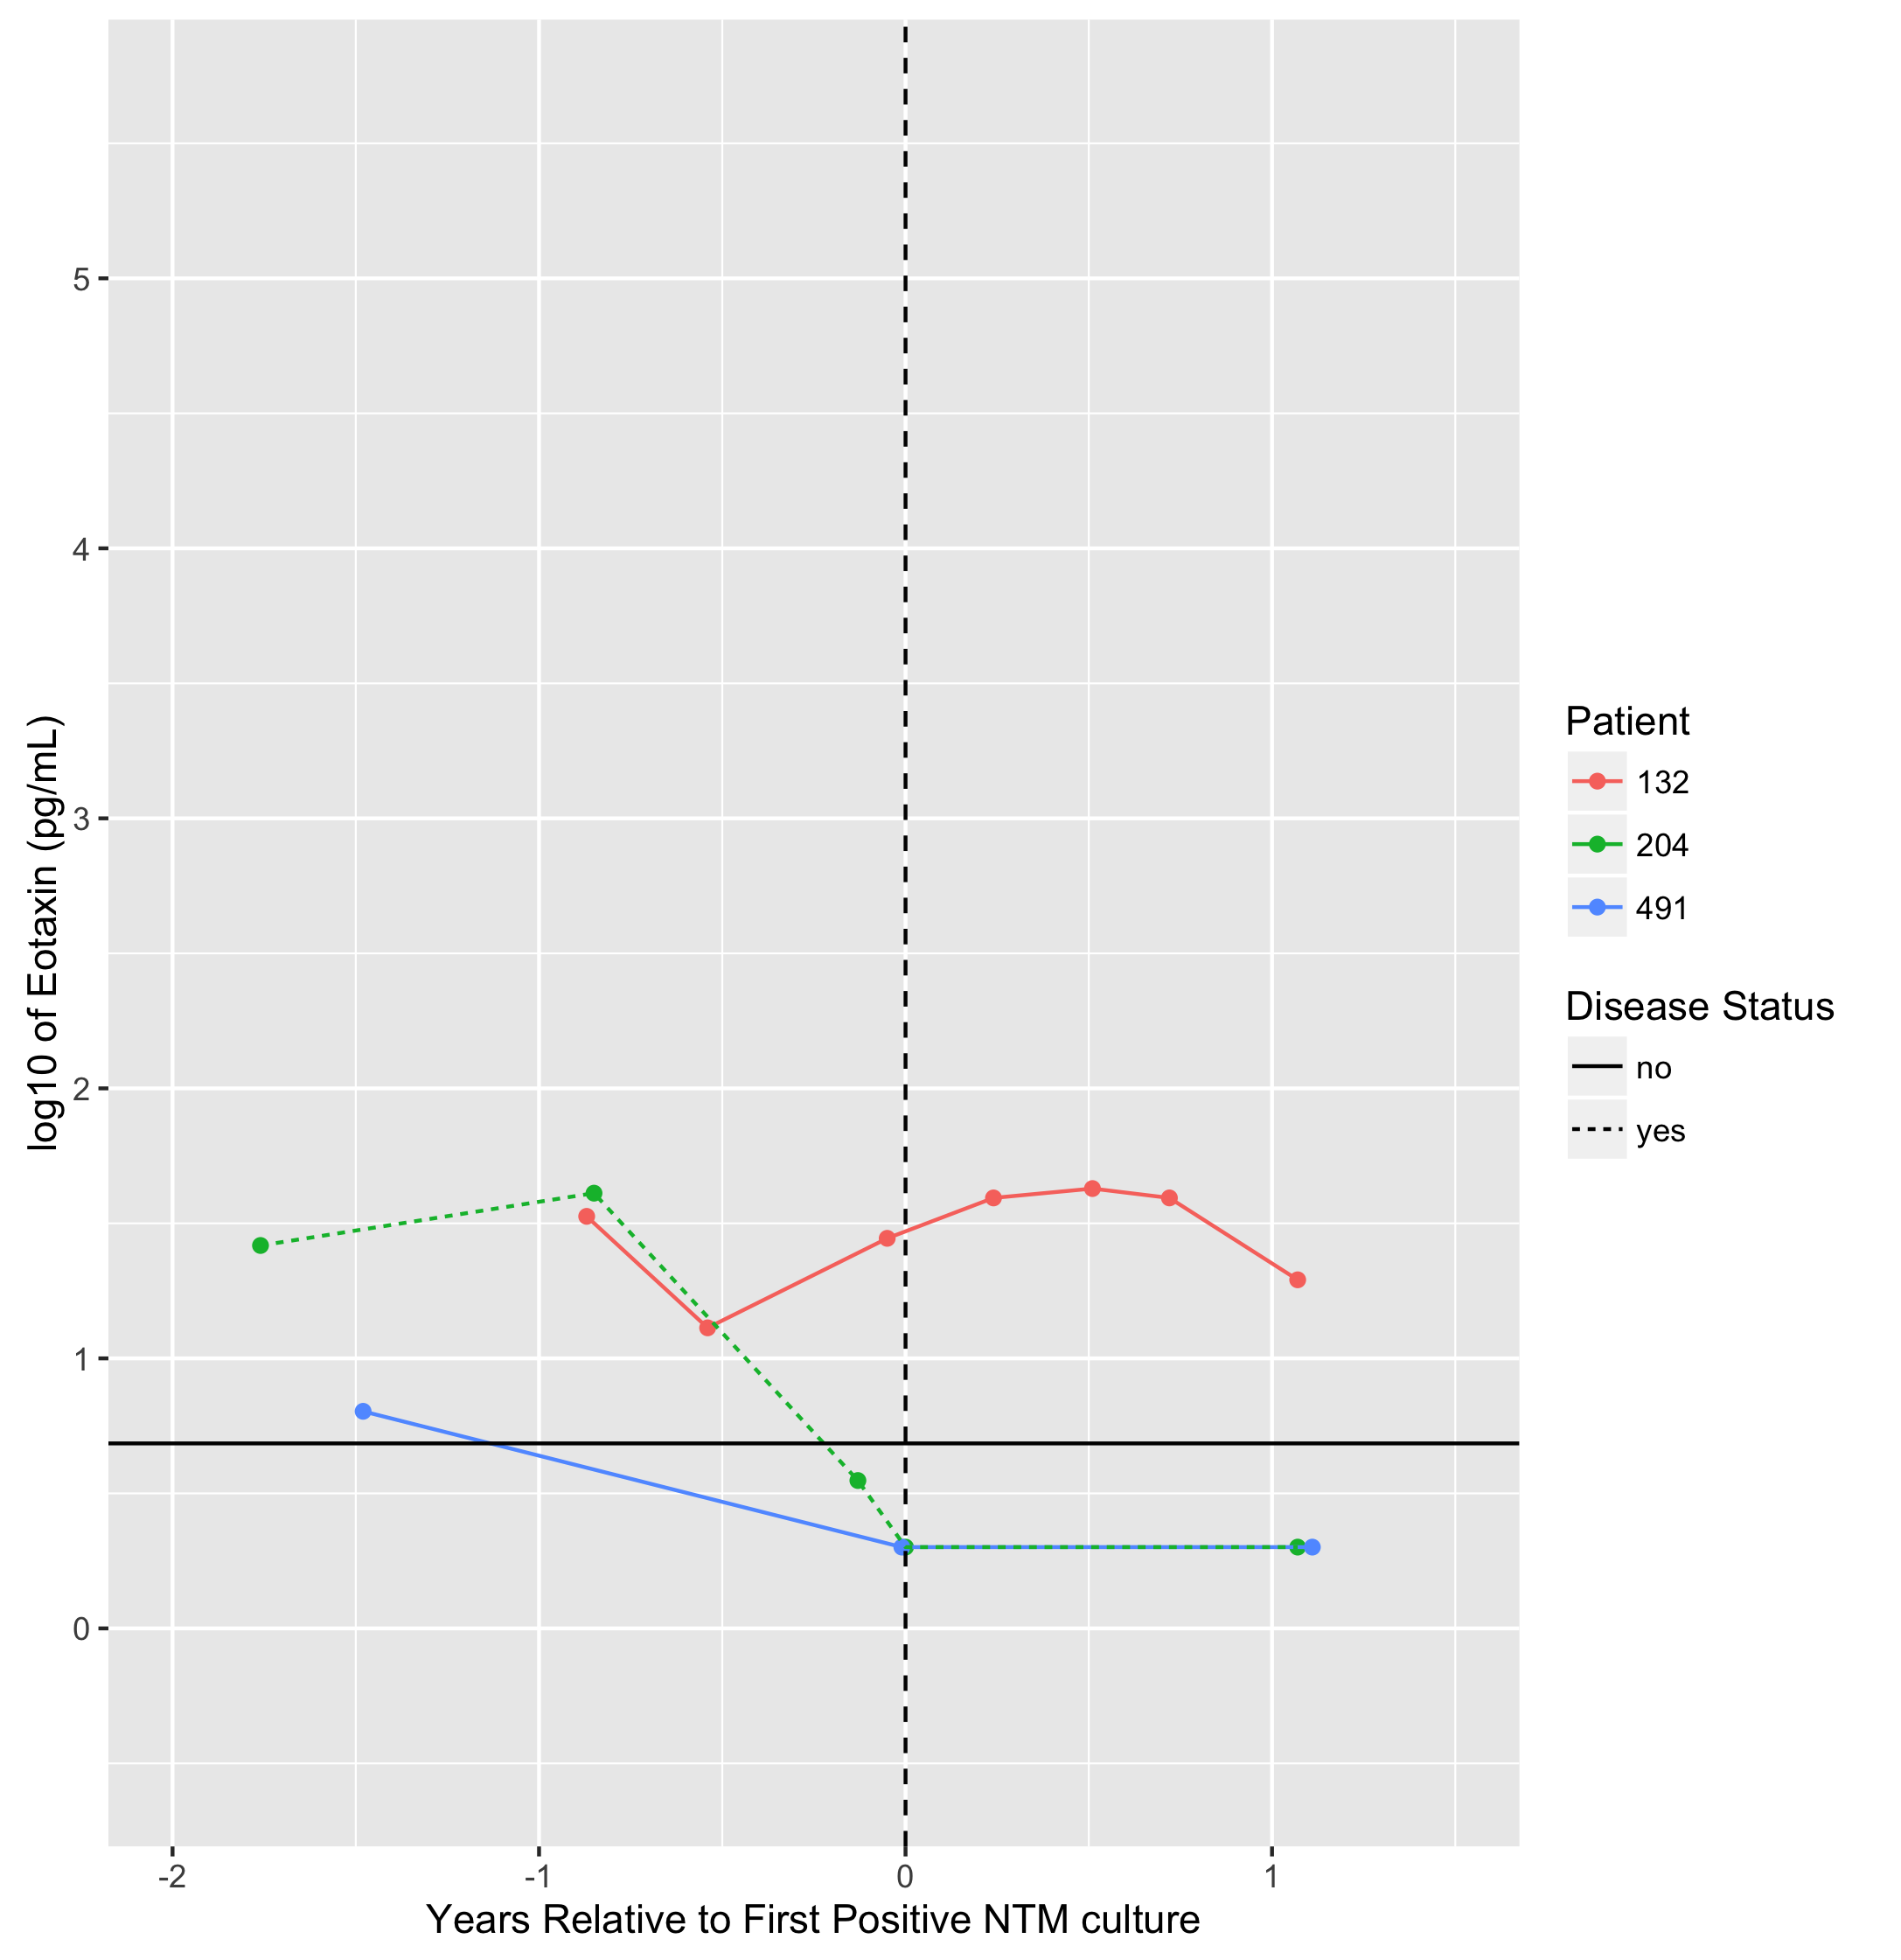 log10 of Eotaxin (pg/mL)
5
4
3
2
1
0
-2
-1
0
1
Years Relative to First Positive NTM culture
Patient
132
204
491
Disease Status
no
yes